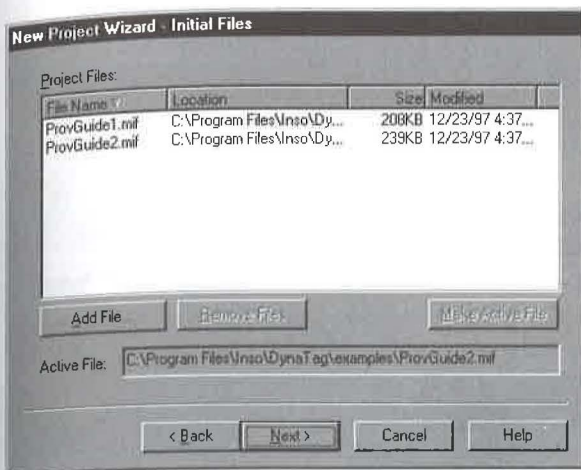 New Project Wizard - Initial Files
Project Files:
File Name Location Size Modified
ProvGuide1.mif C:\Program Files\Inso\Dy... 208KB 12/23/97 4:37...
ProvGuide2.mif C:\Program Files\Inso\Dy... 239KB 12/23/97 4:37...
Add File... Remove Files Make Active File
Active File: C:\Program Files\Inso\DynaTag\examples\ProvGuide2.mif
< Back Next > Cancel Help